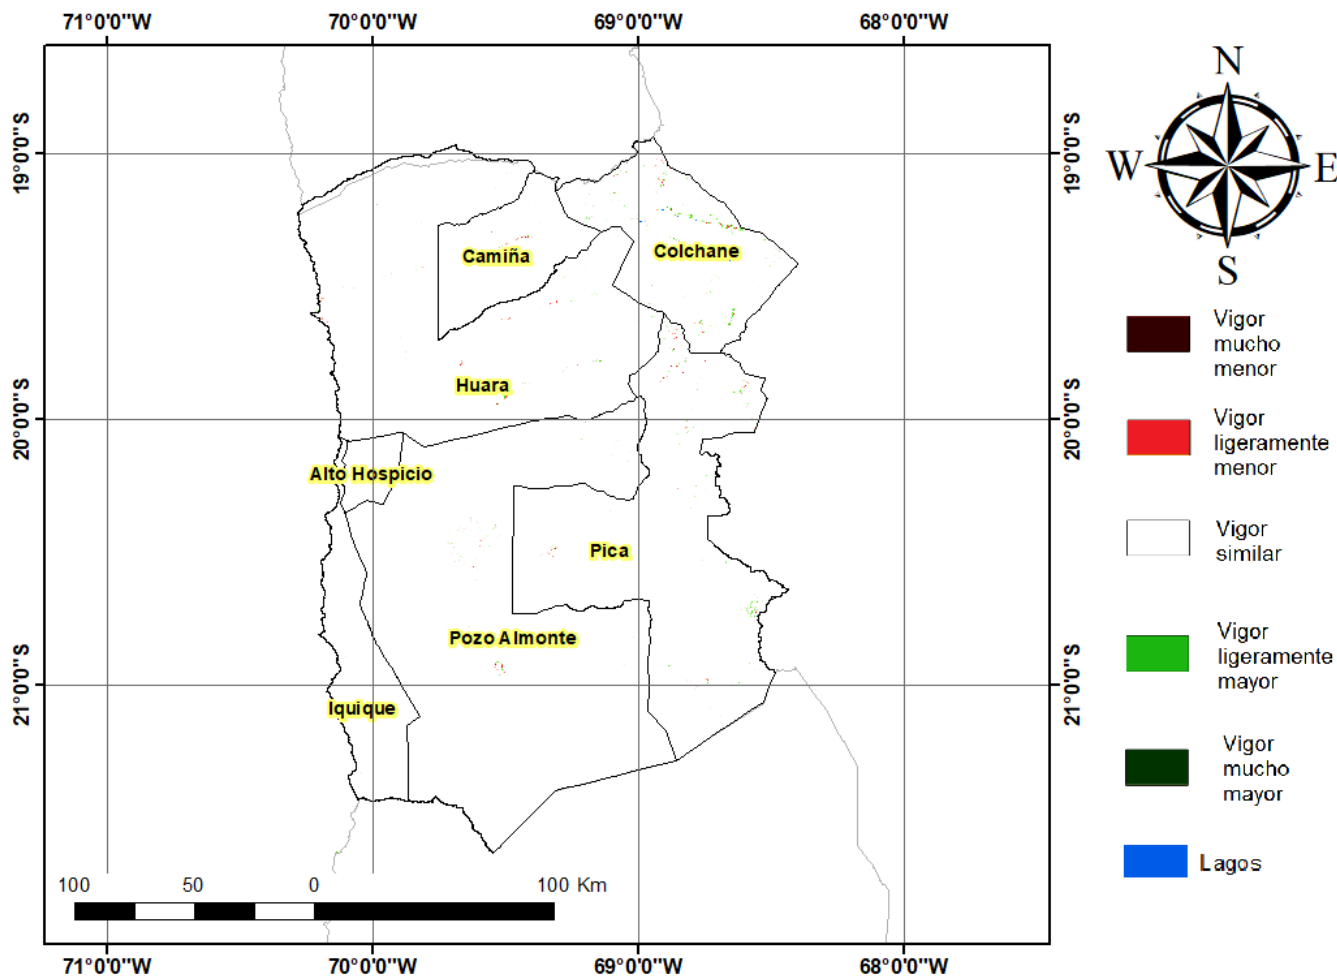 71°0'0"W 70°0'0"W 69°0'0"W 68°0'0"W
N
W E
S
19°0'0"S 19°0'0"S
Camiña
Colchane
Vigor
mucho
menor
Huara
20°0'0"S 20°0'0"S
Vigor
ligeramente
menor
Alto Hospicio
Pica
Vigor
similar
Pozo Almonte
Vigor
ligeramente
mayor
21°0'0"S 21°0'0"S
Iquique
Vigor
mucho
mayor
Lagos
100 50 0 100 Km
71°0'0"W 70°0'0"W 69°0'0"W 68°0'0"W